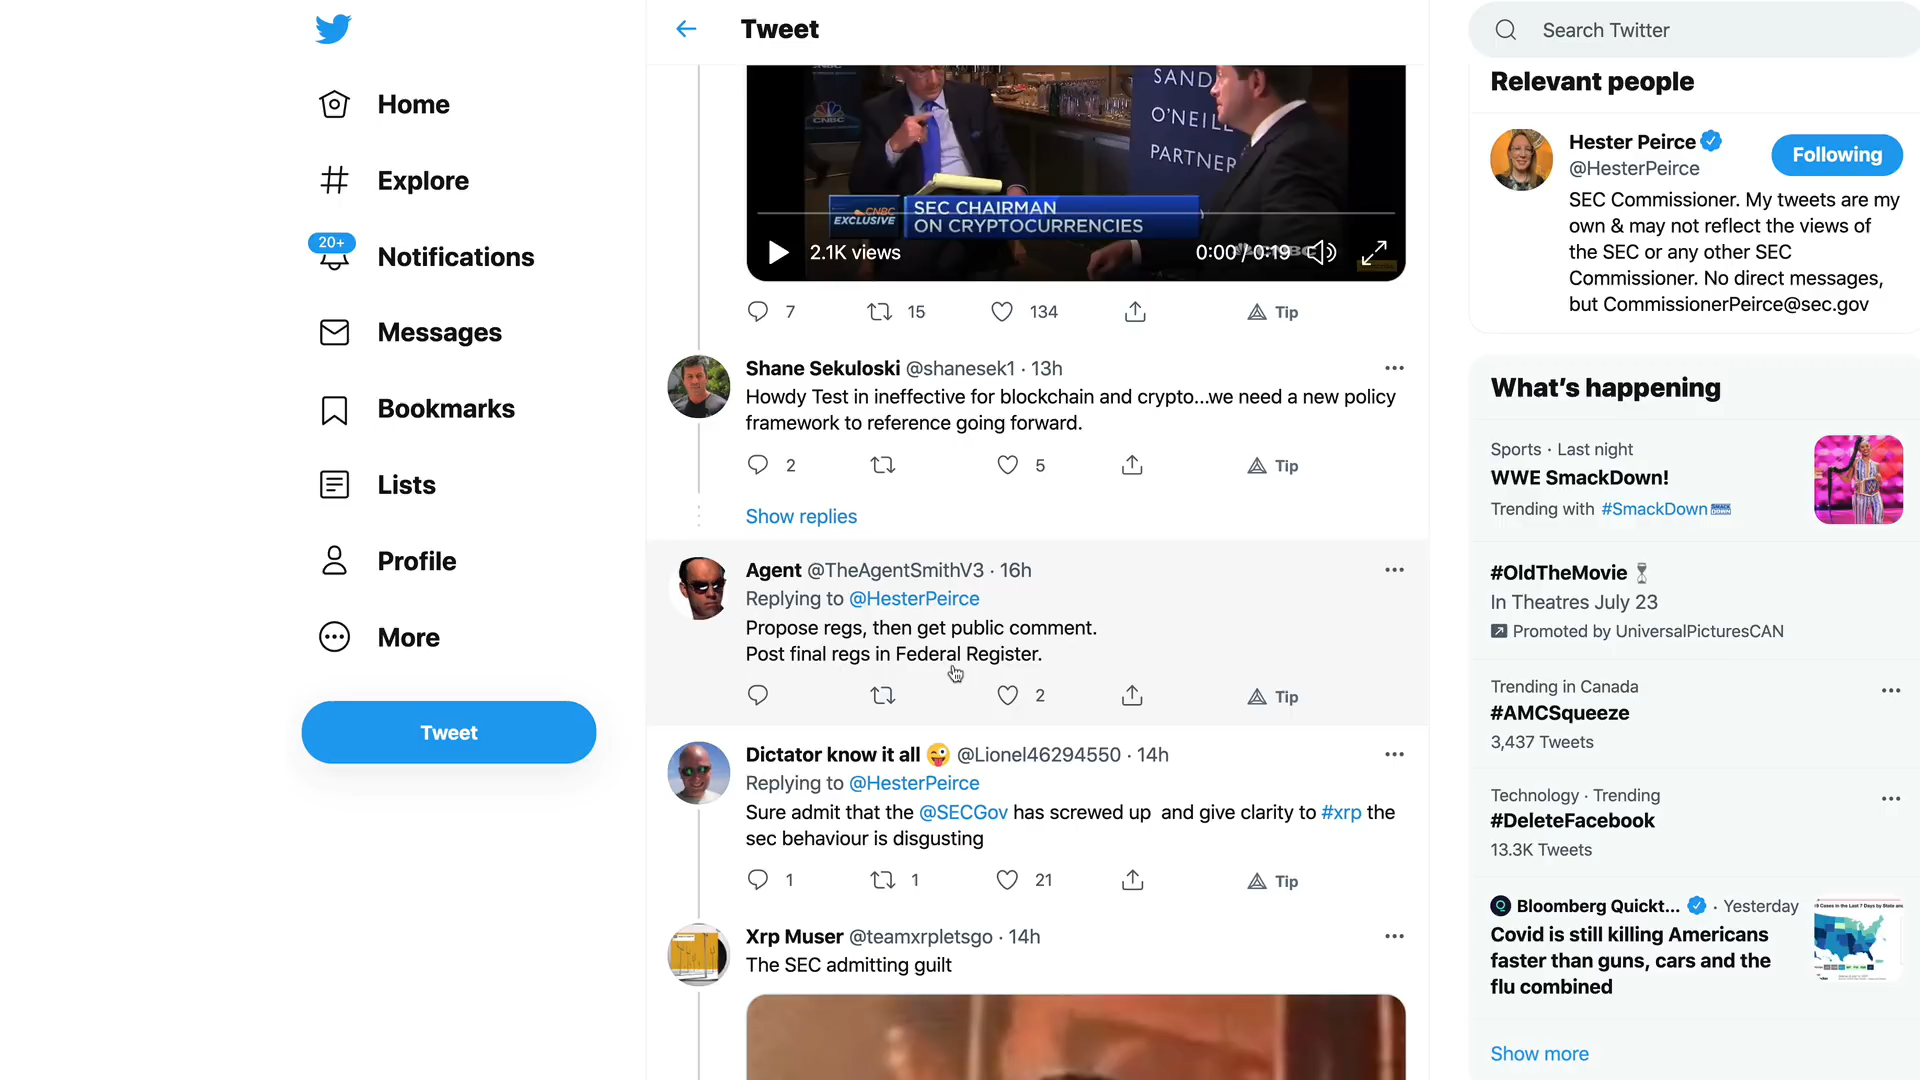 Home
Explore
20+
Notifications
Messages
Bookmarks
Lists
Profile
More
Tweet
Tweet
CNBC
SAND
O'NEILL
PARTNER
CNBC
EXCLUSIVE
SEC CHAIRMAN
ON CRYPTOCURRENCIES
2.1K views
0:00 / 0:19
7
15
134
Tip
Shane Sekuloski @shanesek1 · 13h
Howdy Test in ineffective for blockchain and crypto...we need a new policy
framework to reference going forward.
2
5
Tip
Show replies
Agent @TheAgentSmithV3 · 16h
Replying to @HesterPeirce
Propose regs, then get public comment.
Post final regs in Federal Register.
2
Tip
Dictator know it all 😜 @Lionel46294550 · 14h
Replying to @HesterPeirce
Sure admit that the @SECGov has screwed up  and give clarity to #xrp the
sec behaviour is disgusting
1
1
21
Tip
Xrp Muser @teamxrpletsgo · 14h
The SEC admitting guilt
Search Twitter
Relevant people
Hester Peirce
@HesterPeirce
Following
SEC Commissioner. My tweets are my
own & may not reflect the views of
the SEC or any other SEC
Commissioner. No direct messages,
but CommissionerPeirce@sec.gov
What's happening
Sports · Last night
WWE SmackDown!
Trending with #SmackDown
#OldTheMovie
In Theatres July 23
Promoted by UniversalPicturesCAN
Trending in Canada
#AMCSqueeze
3,437 Tweets
Technology · Trending
#DeleteFacebook
13.3K Tweets
Bloomberg Quickt... · Yesterday
Covid is still killing Americans
faster than guns, cars and the
flu combined
Show more